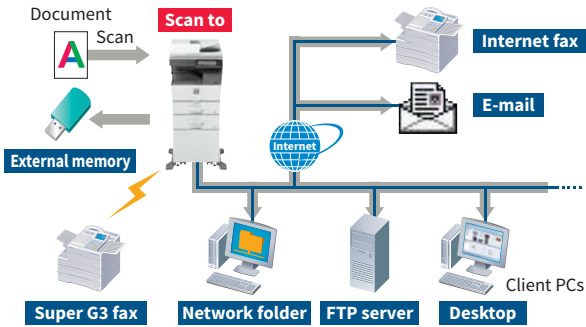 Document
Scan
A
Scan to
Internet fax
E-mail
Internet
External memory
Client PCs
Super G3 fax
Network folder
FTP server
Desktop